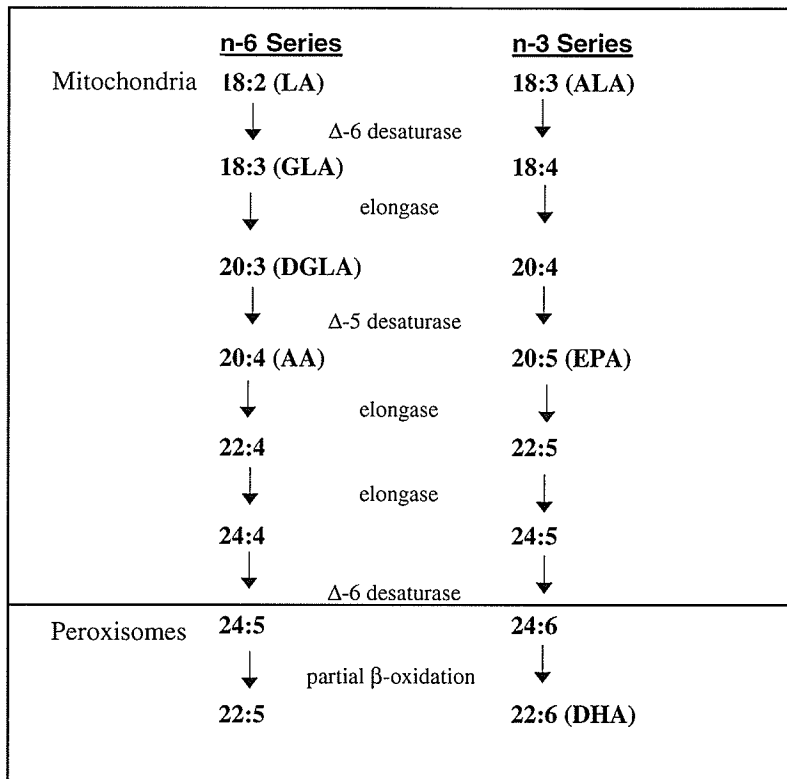 n-6 Series n-3 Series
Mitochondria 18:2 (LA) 18:3 (ALA)
Δ-6 desaturase
18:3 (GLA) 18:4
elongase
20:3 (DGLA) 20:4
Δ-5 desaturase
20:4 (AA) 20:5 (EPA)
elongase
22:4 22:5
elongase
24:4 24:5
Δ-6 desaturase
Peroxisomes 24:5 24:6
partial β-oxidation
22:5 22:6 (DHA)